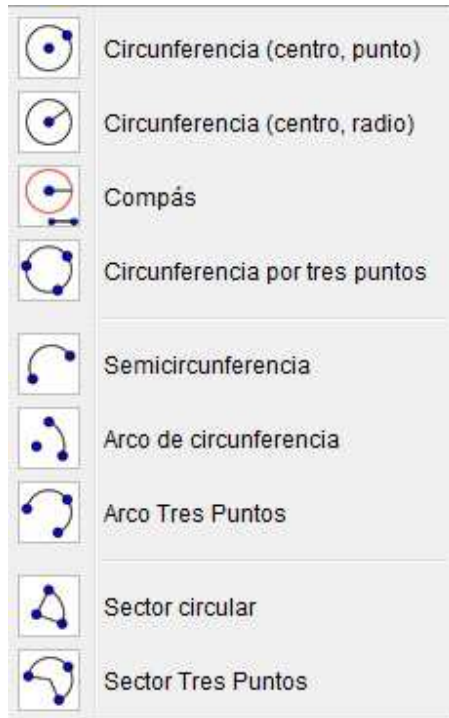 Circunferencia (centro, punto)
Circunferencia (centro, radio)
Compás
Circunferencia por tres puntos
Semicircunferencia
Arco de circunferencia
Arco Tres Puntos
Sector circular
Sector Tres Puntos